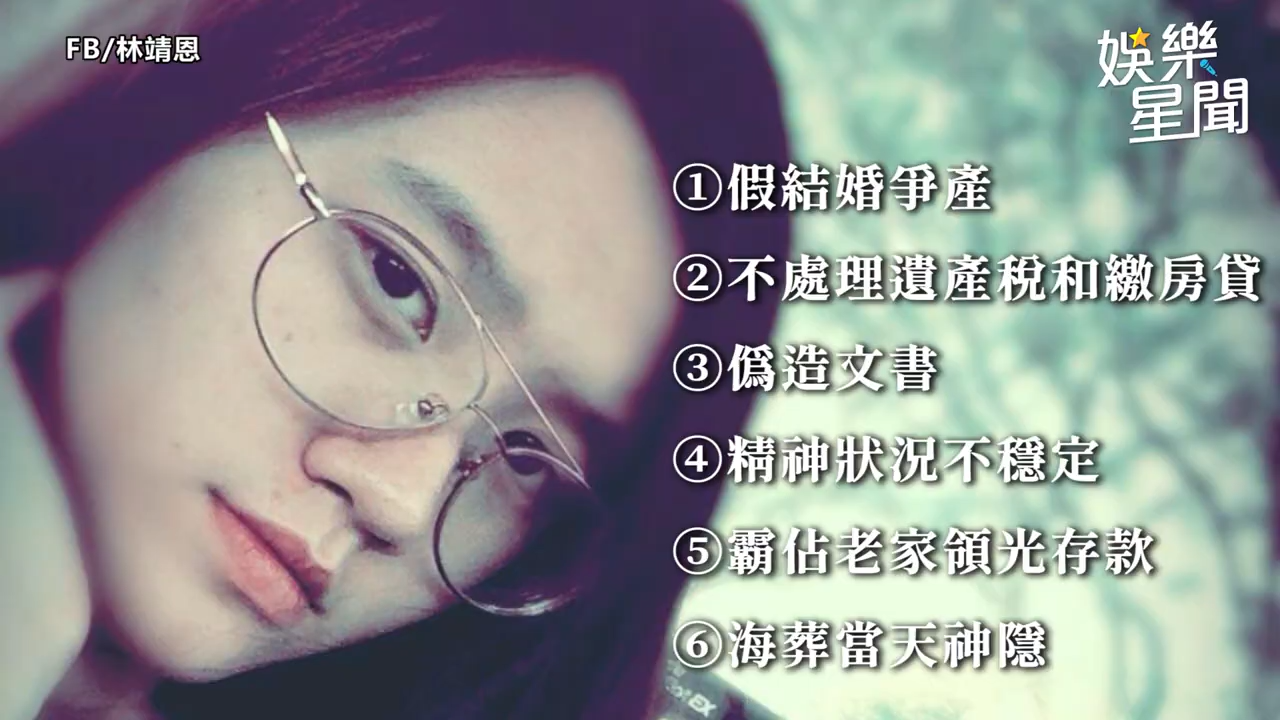 FB/林靖恩
娛樂
星聞
①假結婚爭產
②不處理遺產稅和繳房貸
③偽造文書
④精神狀況不穩定
⑤霸佔老家領光存款
⑥海葬當天神隱
EX